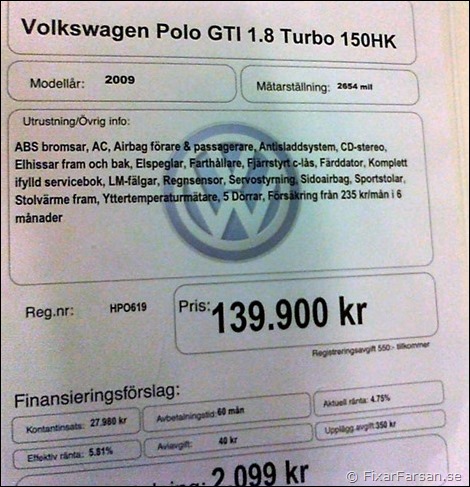 Volkswagen Polo GTI 1.8 Turbo 150HK
Modellår: 2009 Mätarställning: 2654 mil
Utrustning/Övrig info:
ABS bromsar, AC, Airbag förare & passagerare, Antisladdsystem, CD-stereo,
Elhissar fram och bak, Elspeglar, Farthållare, Fjärrstyrt c-lås, Färddator, Komplett
ifylld servicebok, LM-fälgar, Regnsensor, Servostyrning, Sidoairbag, Sportstolar,
Stolvärme fram, Yttertemperaturmätare, 5 Dörrar, Försäkring från 235 kr/mån i 6
månader
Reg.nr: HPO619 Pris: 139.900 kr
Registreringsavgift 550:- tillkommer
Finansieringsförslag:
Kontantinsats: 27.980 kr Avbetalningstid: 60 mån Aktuell ränta: 4.75%
Effektiv ränta: 5.81% Aviavgift: 40 kr Upplägg.avgift 350 kr
2.099 kr
© FixarFarsan.se